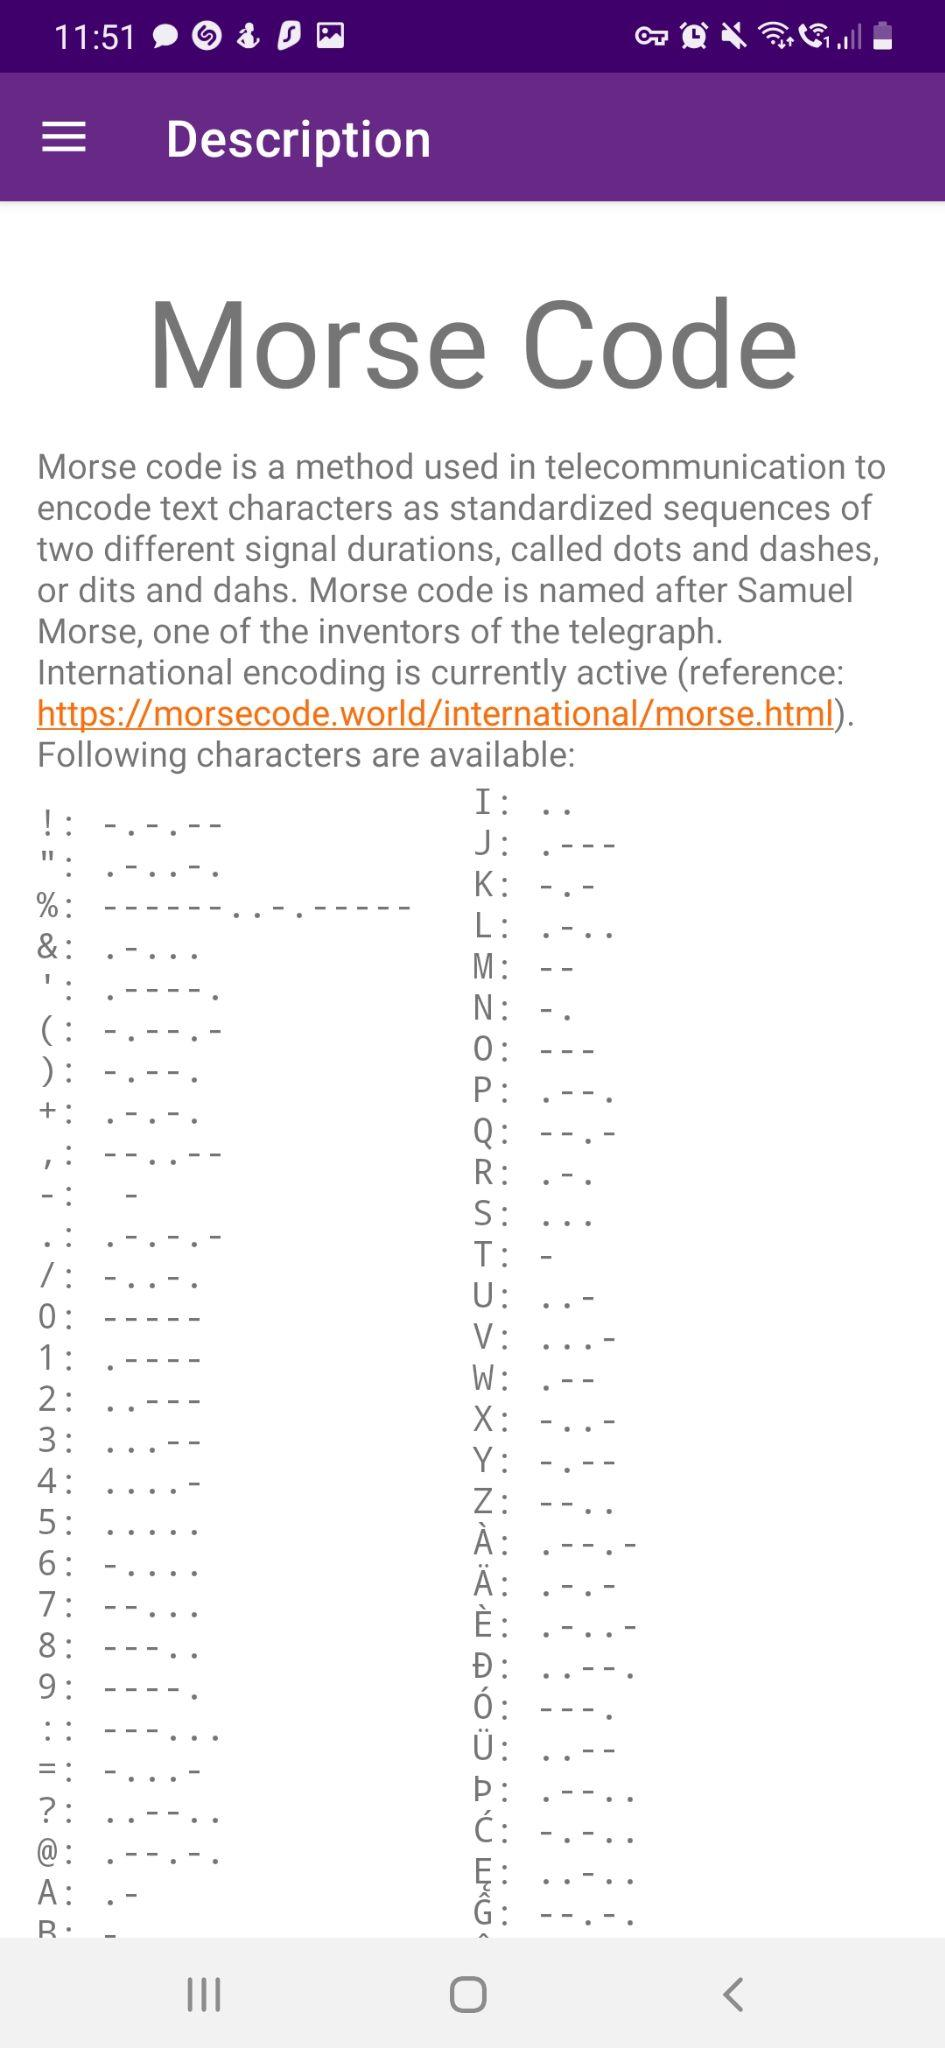 11:51
Description
Morse Code
Morse code is a method used in telecommunication to
encode text characters as standardized sequences of
two different signal durations, called dots and dashes,
or dits and dahs. Morse code is named after Samuel
Morse, one of the inventors of the telegraph.
International encoding is currently active (reference:
https://morsecode.world/international/morse.html).
Following characters are available:
!: -.-.--
": .-..-.
%: ------..-.-----
&: .-...
': .----.
(: -.--.-
): -.--.
+: .-.-.
,: --..--
-: -
.: .-.-.-
/: -..-.
0: -----
1: .----
2: ..---
3: ...--
4: ....-
5: .....
6: -....
7: --...
8: ---..
9: ----.
:: ---...
=: -...-
?: ..--..
@: .--.-.
A: .-
B: -
I: ..
J: .---
K: -.-
L: .-..
M: --
N: -.
O: ---
P: .--.
Q: --.-
R: .-.
S: ...
T: -
U: ..-
V: ...-
W: .--
X: -..-
Y: -.--
Z: --..
À: .--.-
Ä: .-.-
È: .-..-
Đ: ..--.
Ó: ---.
Ü: ..--
Þ: .--..
Ć: -.-..
Ę: ..-..
Ĝ: --.-.